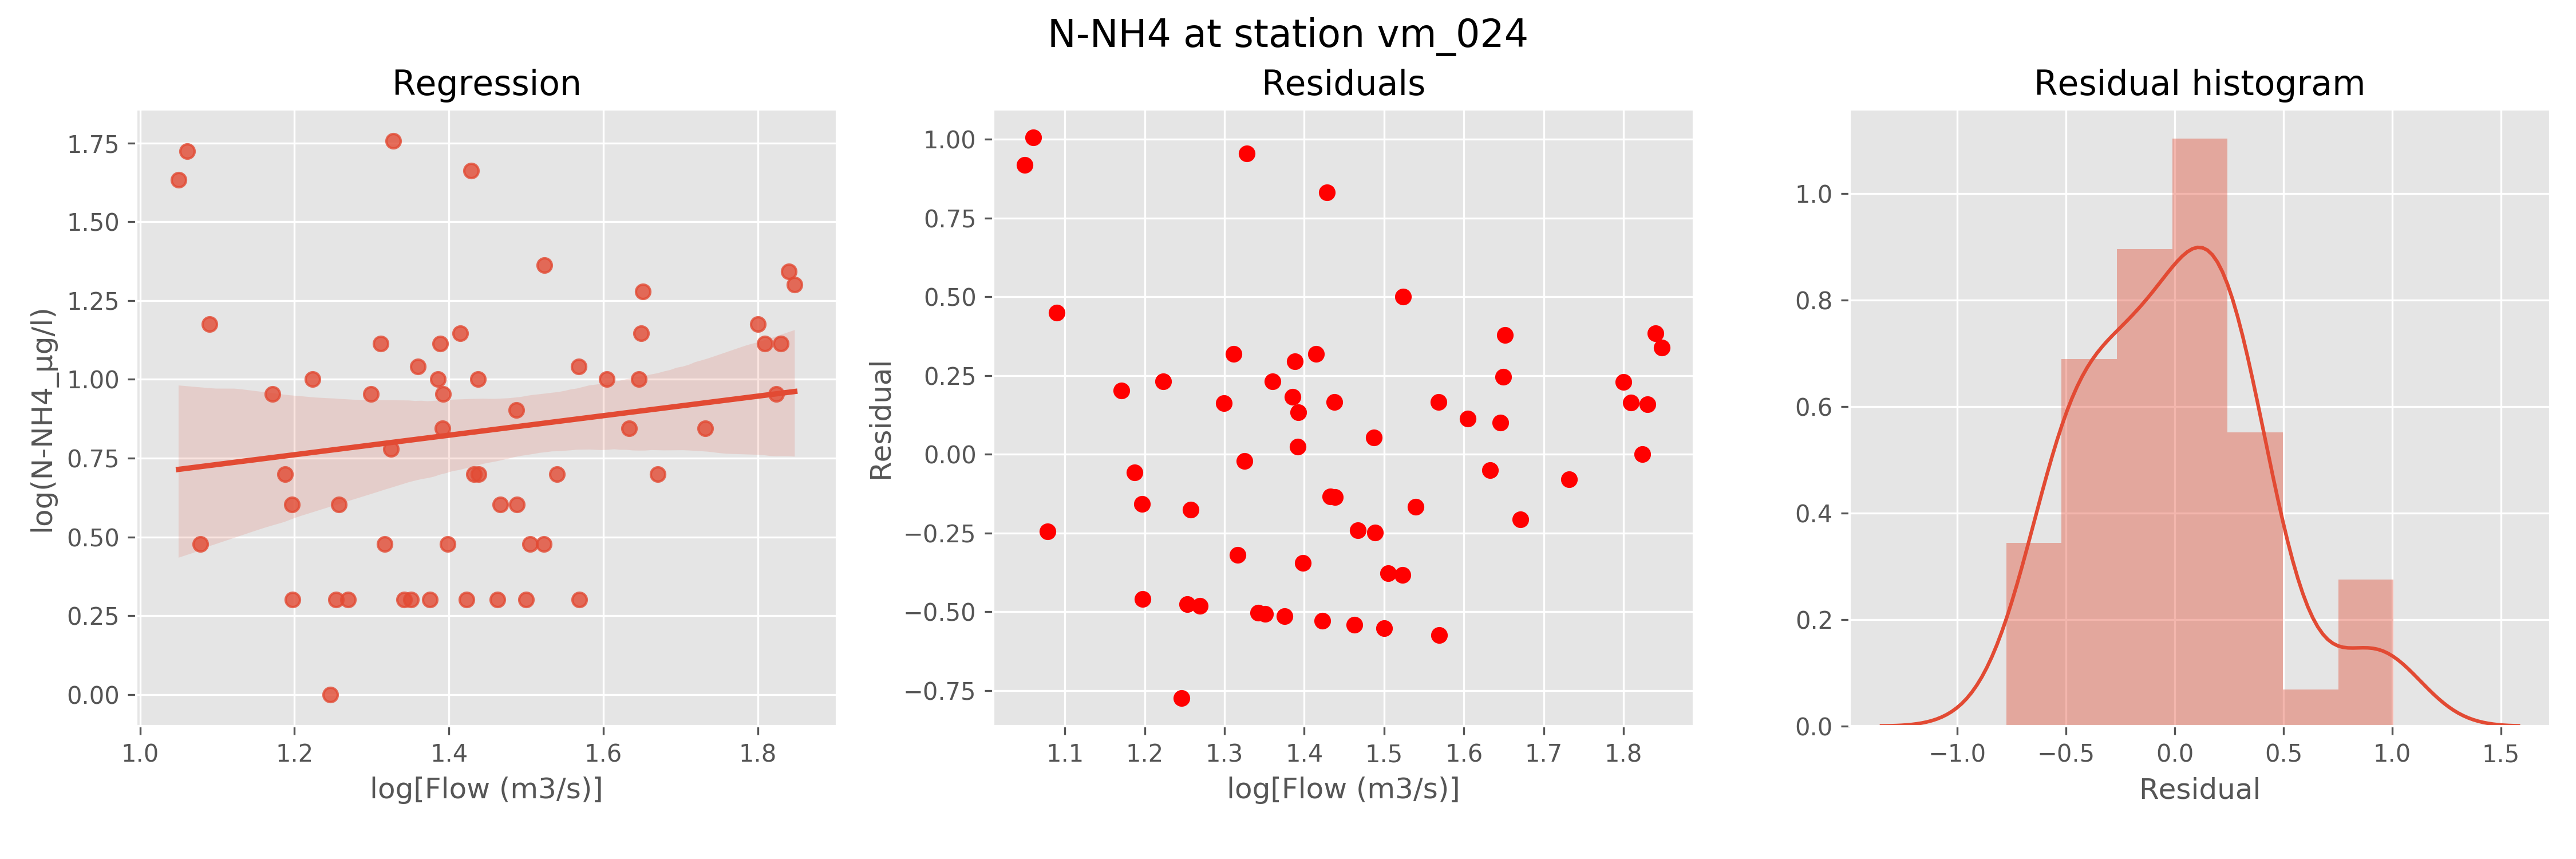 N-NH4 at station vm_024
Regression
1.75
1.50
1.25
1.00
0.75
0.50
0.25
0.00
log(N-NH4_µg/l)
1.0 1.2 1.4 1.6 1.8
log[Flow (m3/s)]
Residuals
1.00
0.75
0.50
0.25
0.00
−0.25
−0.50
−0.75
Residual
1.1 1.2 1.3 1.4 1.5 1.6 1.7 1.8
log[Flow (m3/s)]
Residual histogram
1.0
0.8
0.6
0.4
0.2
0.0
−1.0 −0.5 0.0 0.5 1.0 1.5
Residual